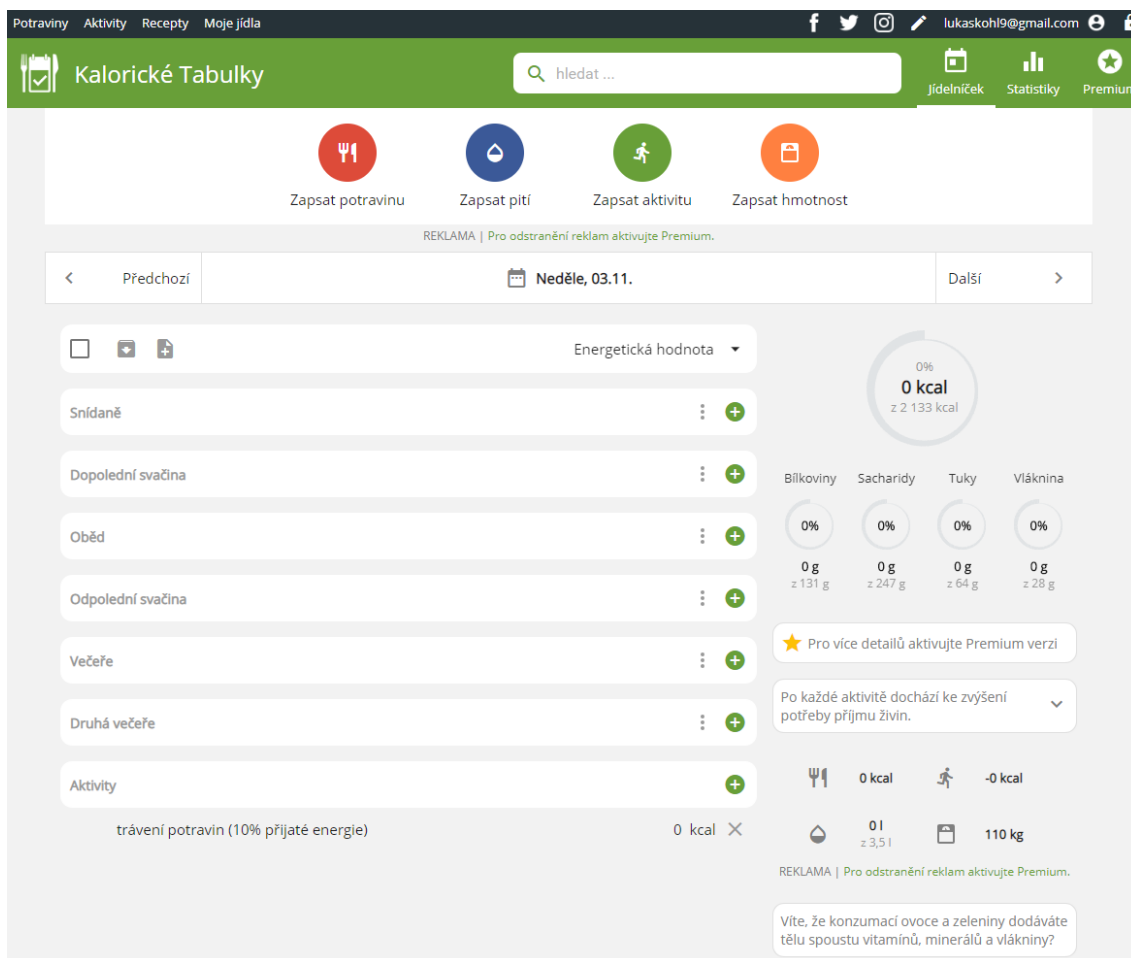 Potraviny Aktivity Recepty Moje jídla lukaskohl9@gmail.com
Kalorické Tabulky
hledat ...
Jídelníček Statistiky Premium
Zapsat potravinu Zapsat pití Zapsat aktivitu Zapsat hmotnost
REKLAMA | Pro odstranění reklam aktivujte Premium.
Předchozí Neděle, 03.11. Další
Energetická hodnota
Snídaně
Dopolední svačina
Oběd
Odpolední svačina
Večeře
Druhá večeře
Aktivity
trávení potravin (10% přijaté energie) 0 kcal
0%
0 kcal
z 2 133 kcal
Bílkoviny Sacharidy Tuky Vláknina
0% 0% 0% 0%
0 g 0 g 0 g 0 g
z 131 g z 247 g z 64 g z 28 g
Pro více detailů aktivujte Premium verzi
Po každé aktivitě dochází ke zvýšení
potřeby příjmu živin.
0 kcal -0 kcal
0 l
z 3,5 l
110 kg
REKLAMA | Pro odstranění reklam aktivujte Premium.
Víte, že konzumací ovoce a zeleniny dodáváte
tělu spoustu vitamínů, minerálů a vlákniny?